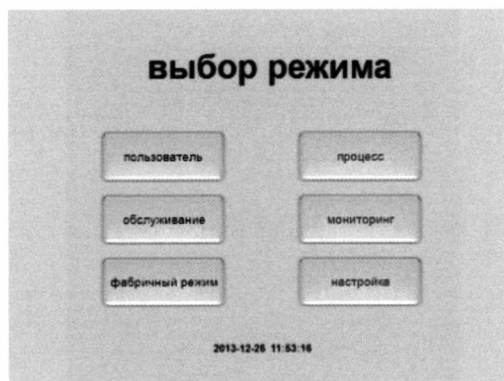 выбор режима
пользователь
процесс
обслуживание
мониторинг
фабричный режим
настройка
2013-12-26 11:53:16